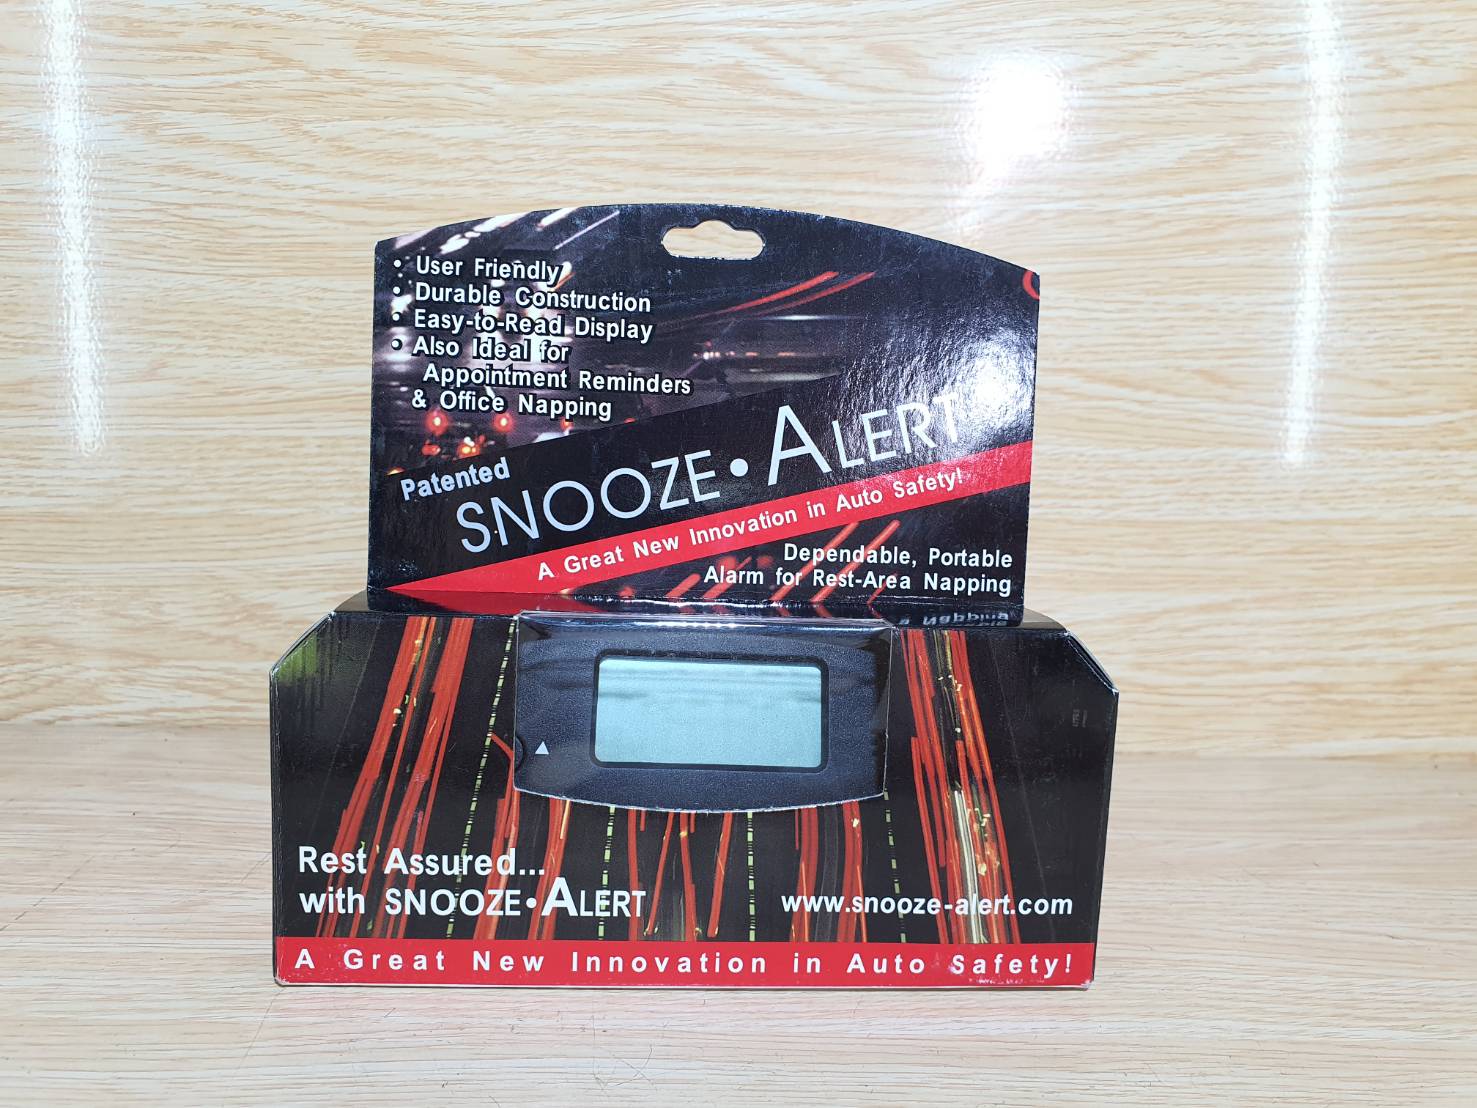 • User Friendly
• Durable Construction
• Easy-to-Read Display
• Also Ideal for
Appointment Reminders
& Office Napping
Patented
SNOOZE•ALERT
A Great New Innovation in Auto Safety!
Dependable, Portable
Alarm for Rest-Area Napping
Rest Assured...
with SNOOZE•ALERT
www.snooze-alert.com
A Great New Innovation in Auto Safety!